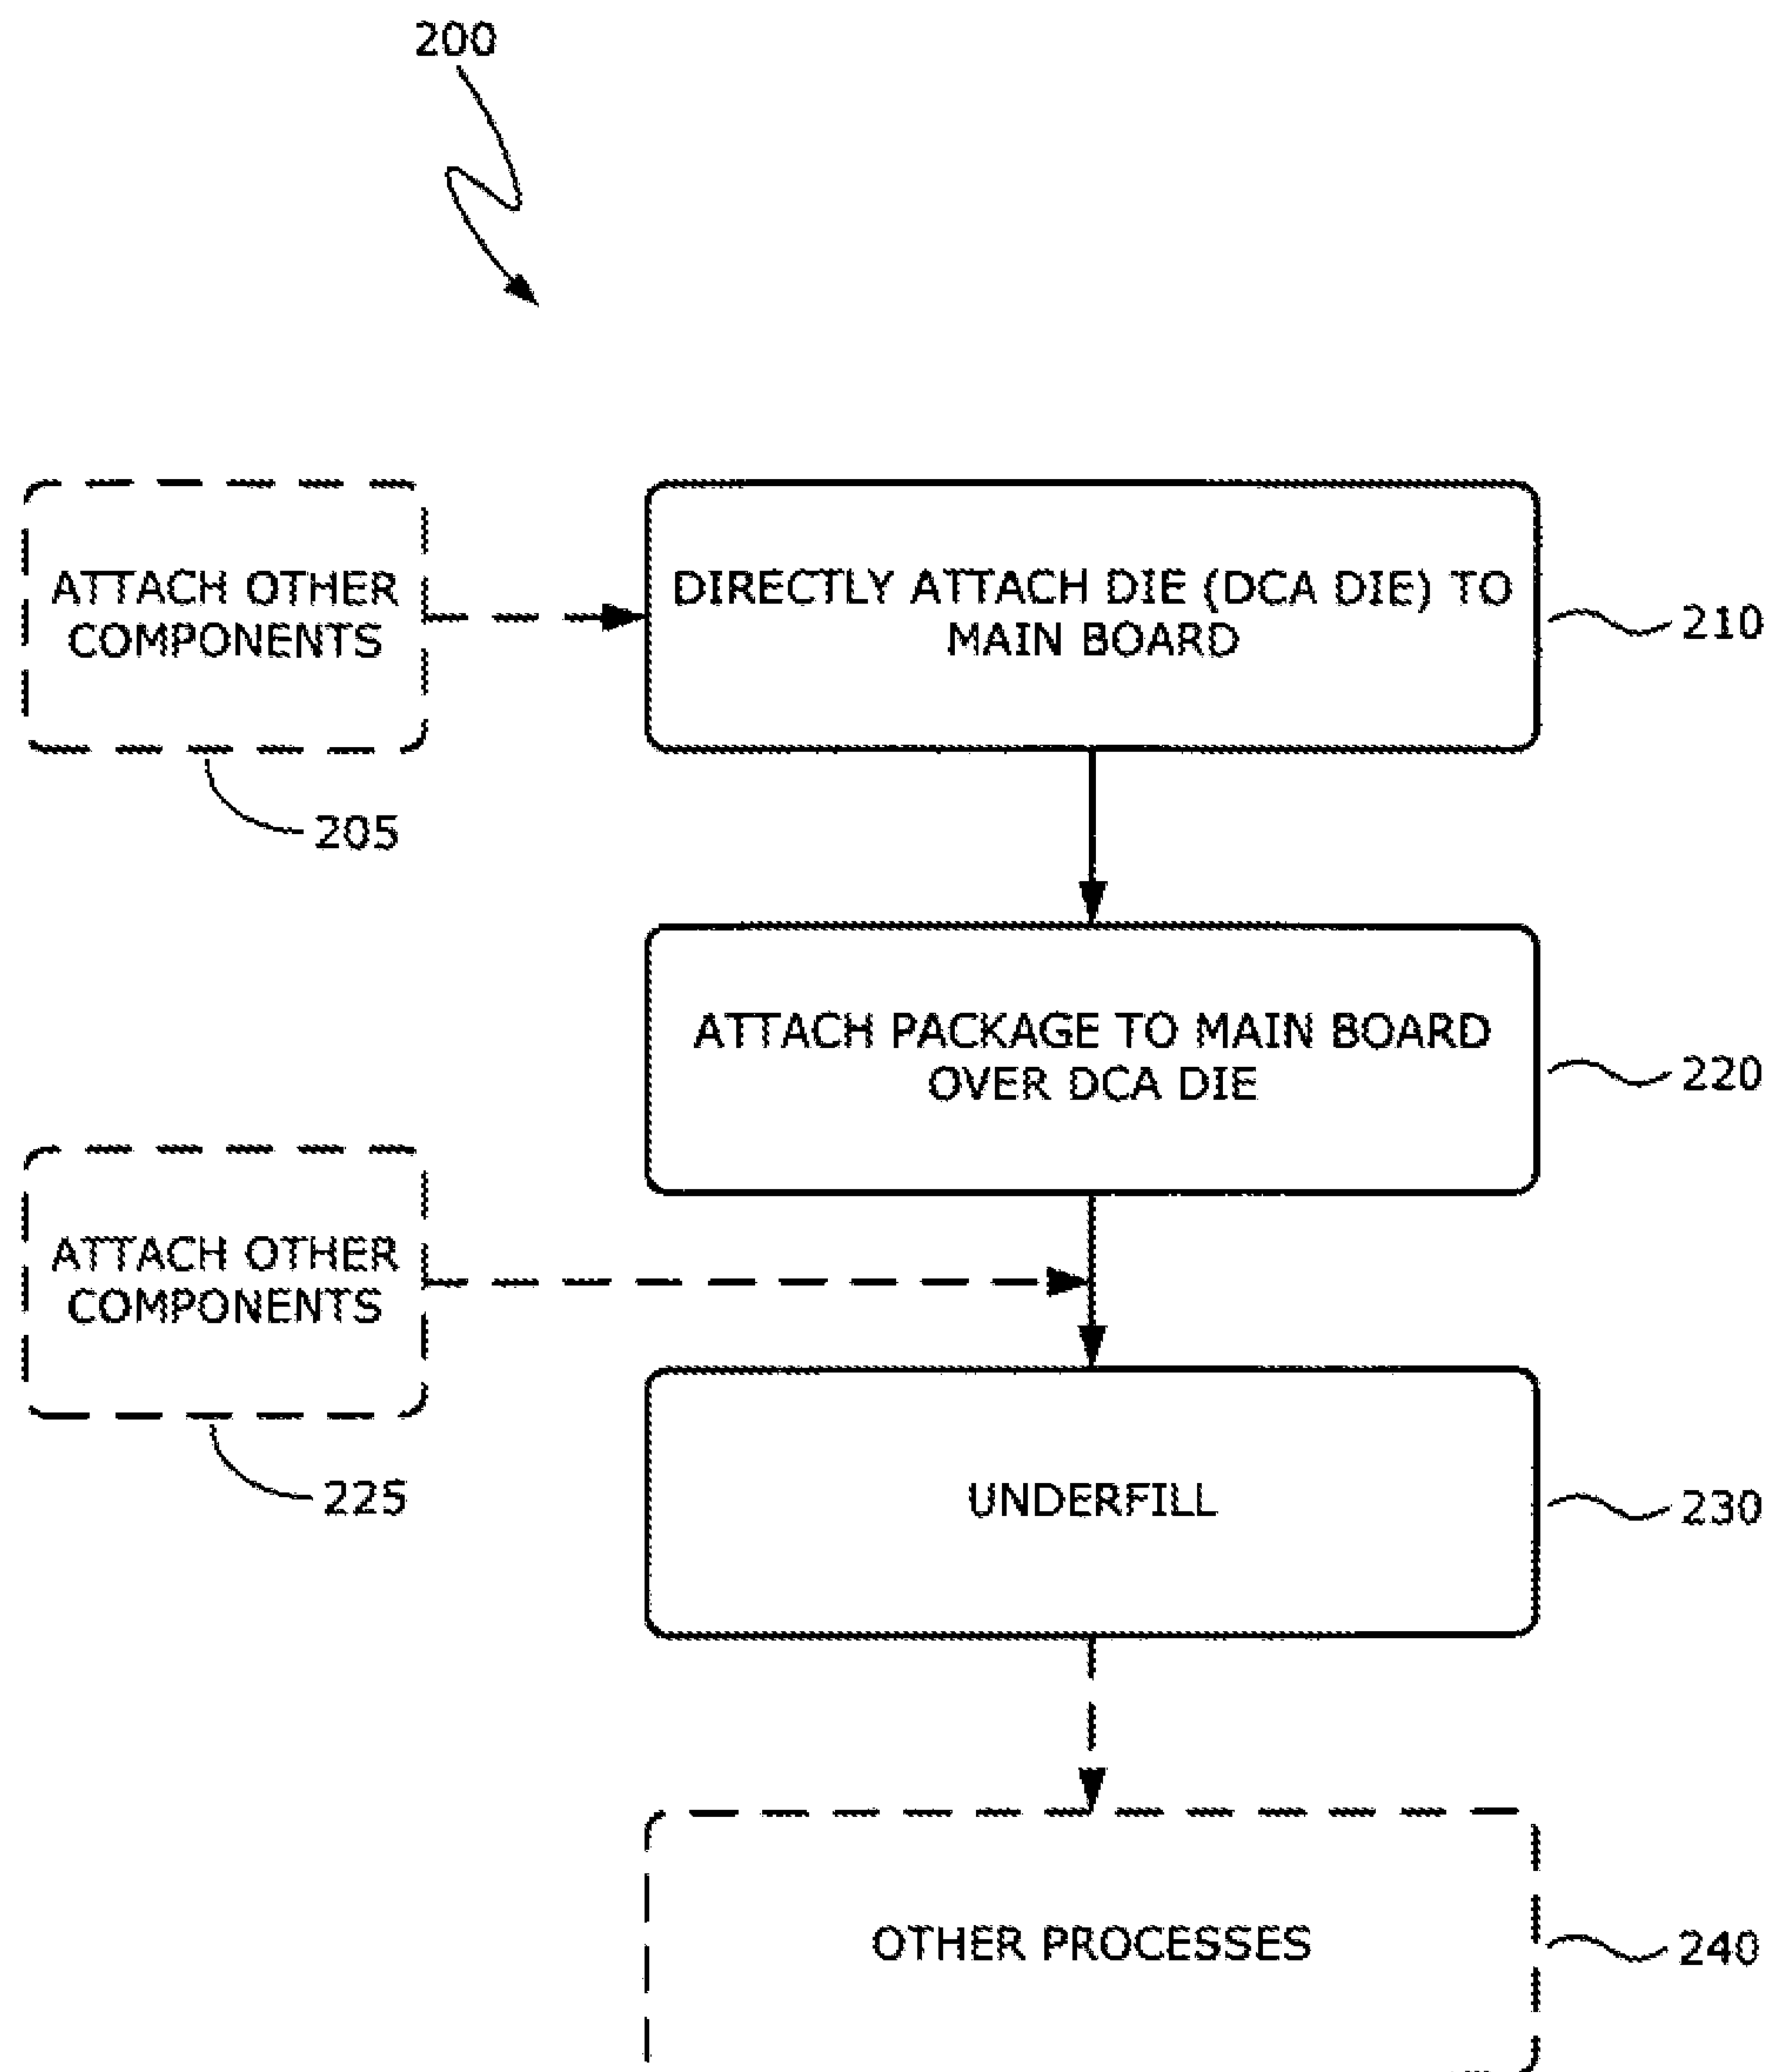 200
ATTACH OTHER
COMPONENTS
205
DIRECTLY ATTACH DIE (DCA DIE) TO
MAIN BOARD
210
ATTACH PACKAGE TO MAIN BOARD
OVER DCA DIE
220
ATTACH OTHER
COMPONENTS
225
UNDERFILL
230
OTHER PROCESSES
240